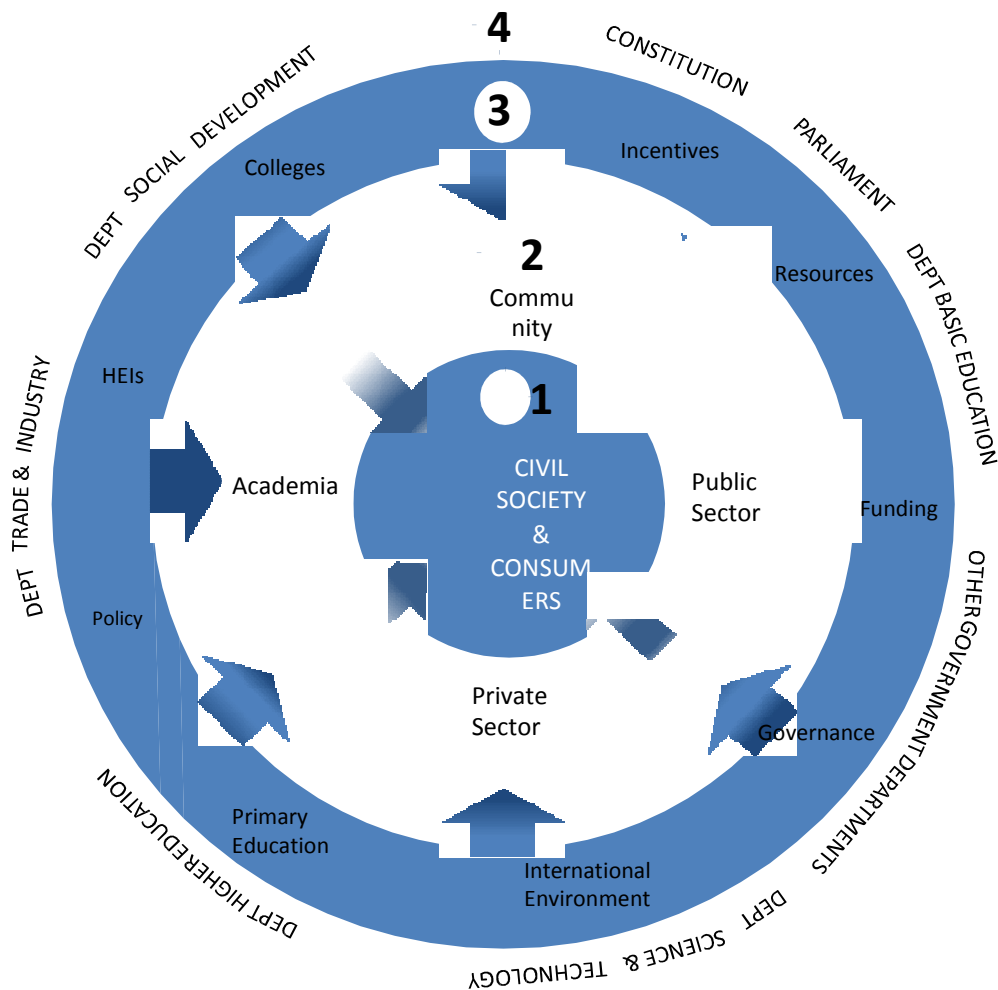 4
CONSTITUTION
PARLIAMENT
DEPT BASIC EDUCATION
OTHER GOVERNMENT DEPARTMENTS
DEPT SCIENCE & TECHNOLOGY
DEPT HIGHER EDUCATION
DEPT TRADE & INDUSTRY
DEPT SOCIAL DEVELOPMENT
3
Incentives
Resources
Funding
Governance
International
Environment
Primary
Education
Policy
HEIs
Colleges
2
Commu
nity
Public
Sector
Private
Sector
Academia
1
CIVIL
SOCIETY
&
CONSUM
ERS